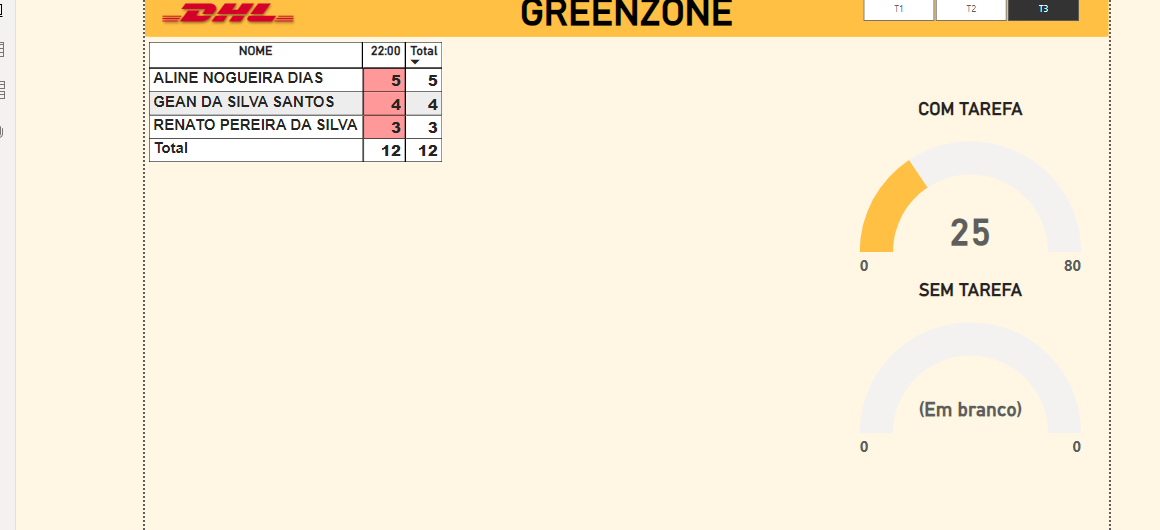 DHL
GREENZONE
T1 T2 T3
NOME 22:00 Total
ALINE NOGUEIRA DIAS 5 5
GEAN DA SILVA SANTOS 4 4
RENATO PEREIRA DA SILVA 3 3
Total 12 12
COM TAREFA
25
0 80
SEM TAREFA
(Em branco)
0 0